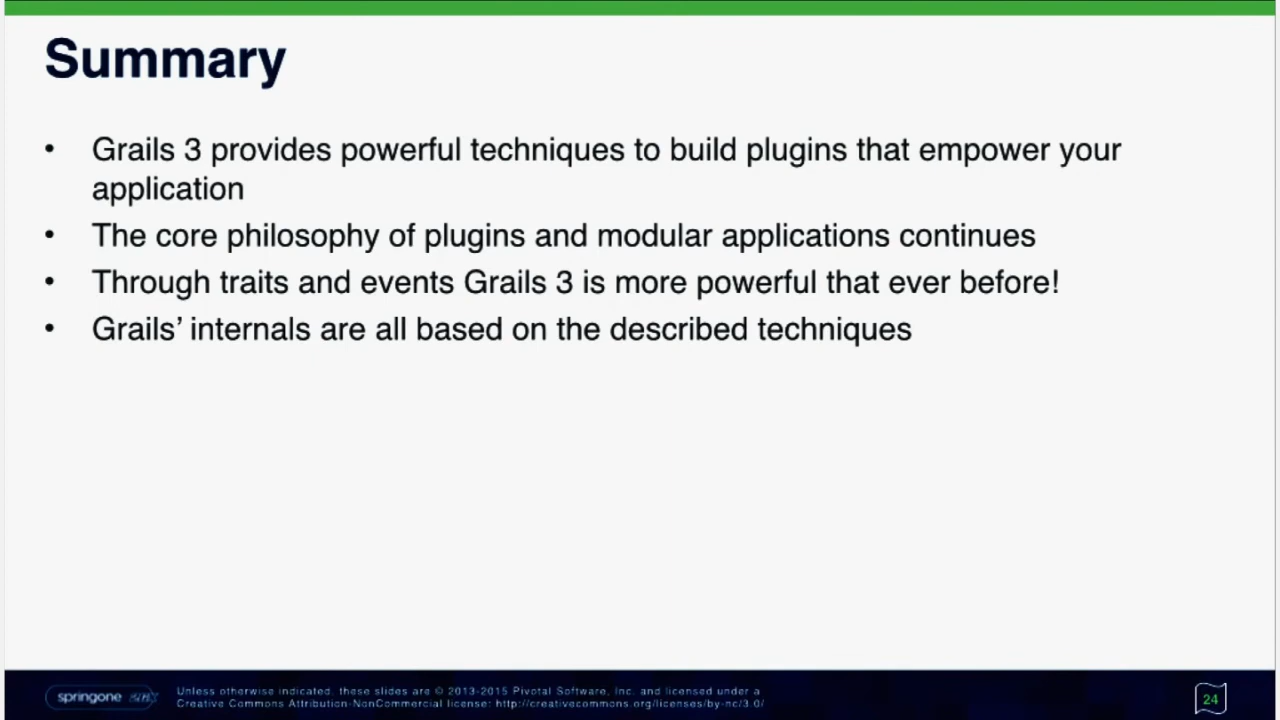 Summary
• Grails 3 provides powerful techniques to build plugins that empower your
application
• The core philosophy of plugins and modular applications continues
• Through traits and events Grails 3 is more powerful that ever before!
• Grails’ internals are all based on the described techniques
springone
Unless otherwise indicated, these slides are © 2013-2015 Pivotal Software, Inc. and licensed under a
Creative Commons Attribution-NonCommercial license: http://creativecommons.org/licenses/by-nc/3.0/
24